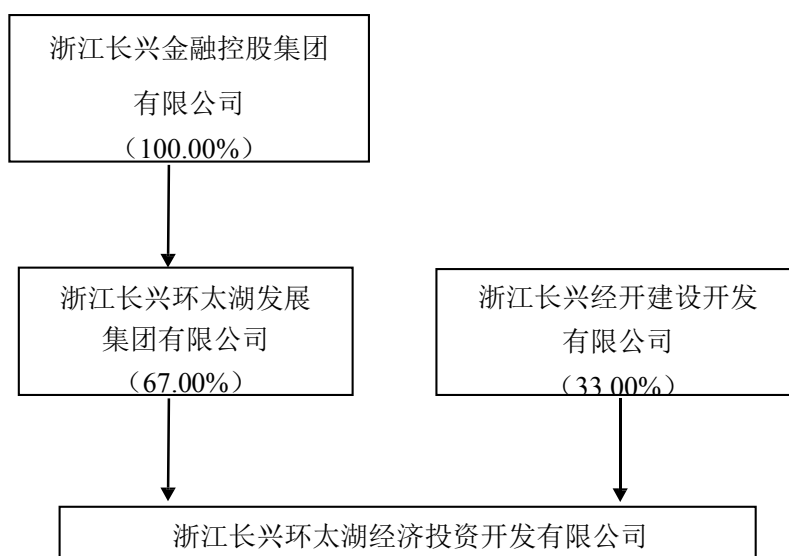 浙江长兴金融控股集团
有限公司
（100.00%）
浙江长兴环太湖发展
集团有限公司
（67.00%）
浙江长兴经开建设开发
有限公司
（33.00%）
浙江长兴环太湖经济投资开发有限公司